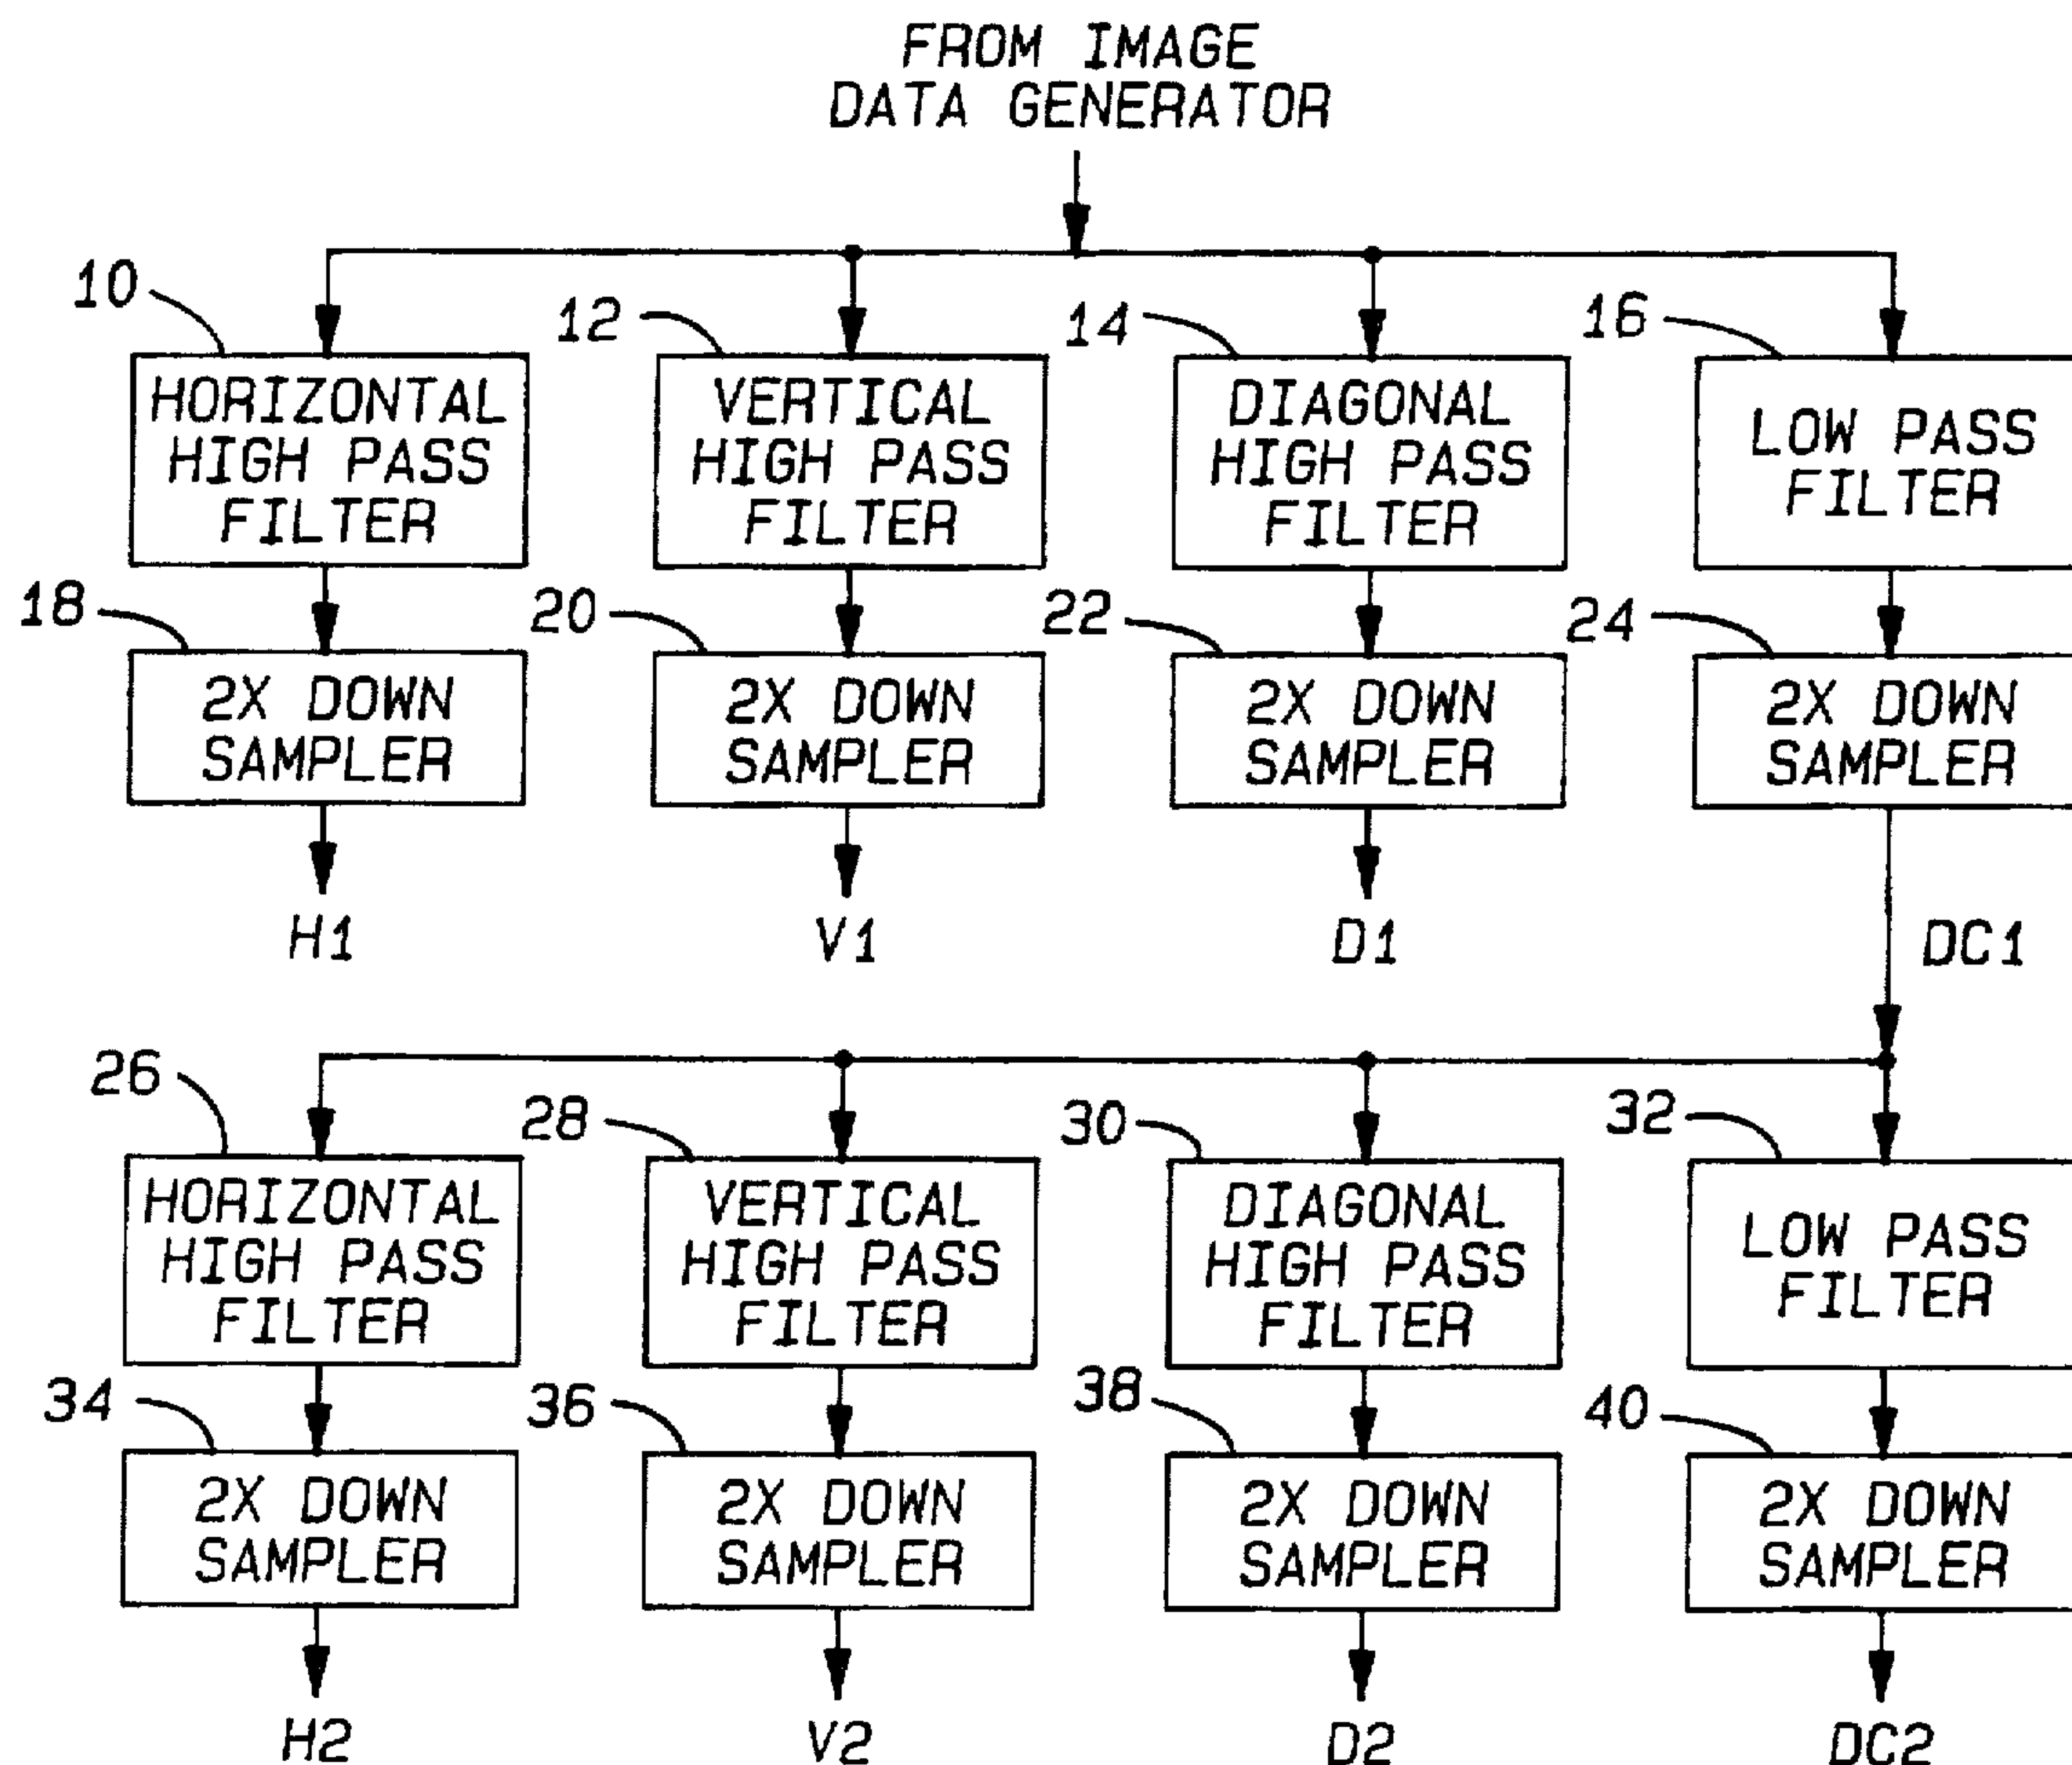 FROM IMAGE
DATA GENERATOR
10
12
14
16
HORIZONTAL
HIGH PASS
FILTER
VERTICAL
HIGH PASS
FILTER
DIAGONAL
HIGH PASS
FILTER
LOW PASS
FILTER
18
20
22
24
2X DOWN
SAMPLER
2X DOWN
SAMPLER
2X DOWN
SAMPLER
2X DOWN
SAMPLER
H1
V1
D1
DC1
26
28
30
32
HORIZONTAL
HIGH PASS
FILTER
VERTICAL
HIGH PASS
FILTER
DIAGONAL
HIGH PASS
FILTER
LOW PASS
FILTER
34
36
38
40
2X DOWN
SAMPLER
2X DOWN
SAMPLER
2X DOWN
SAMPLER
2X DOWN
SAMPLER
H2
V2
D2
DC2